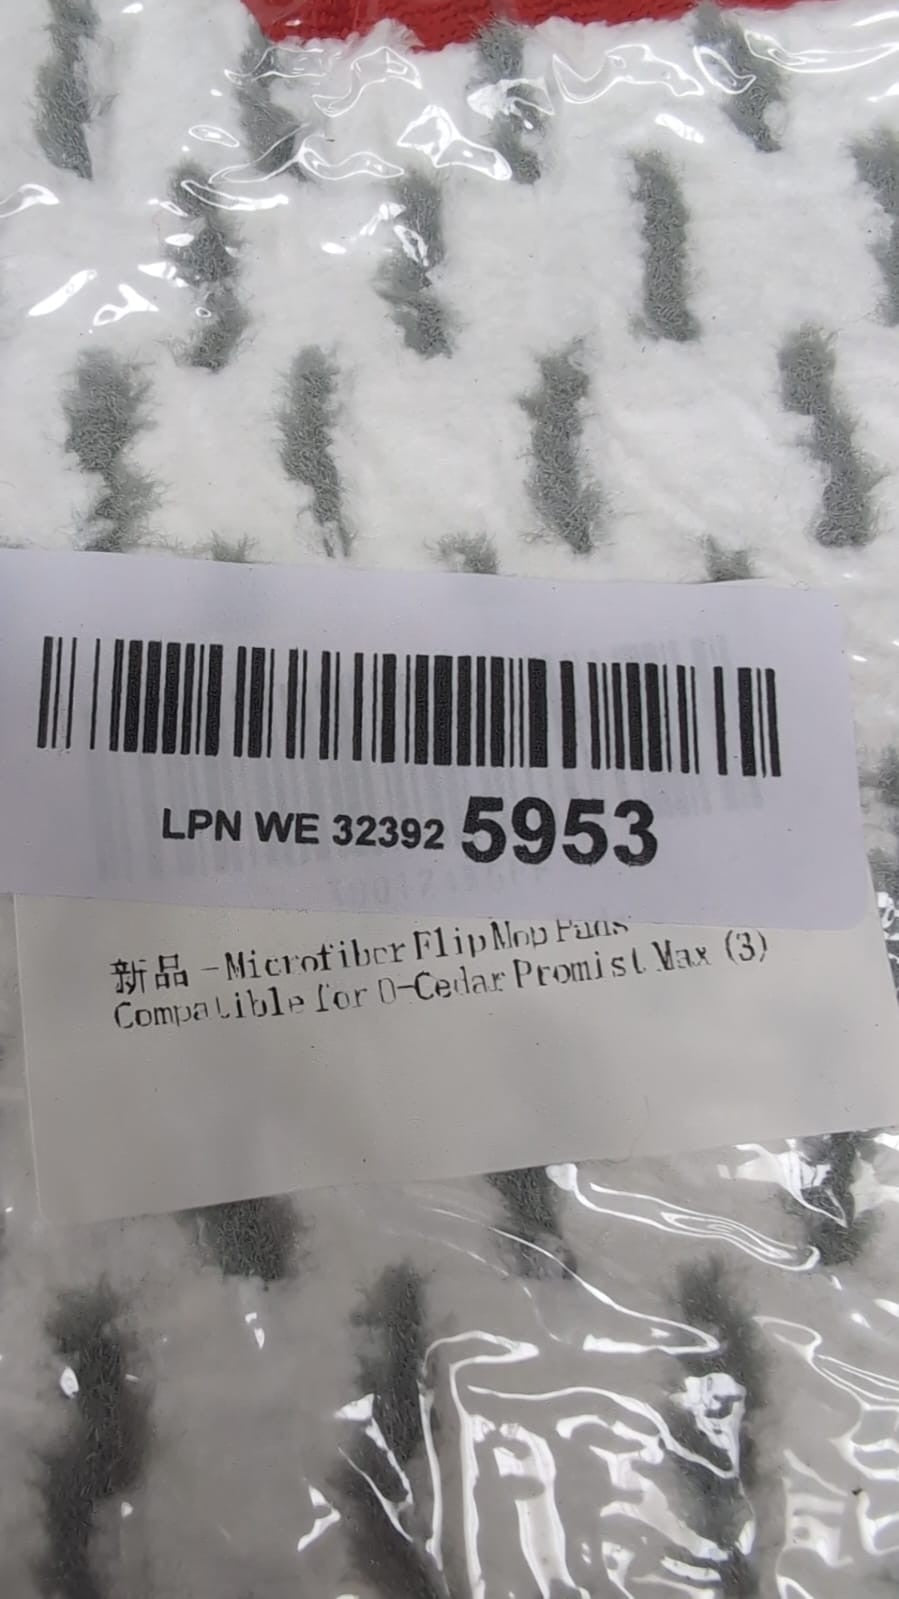 LPN WE 32392 5953
新品 -Microfiber Flip Mop Pads
Compatible for O-Cedar Promist Max (3)